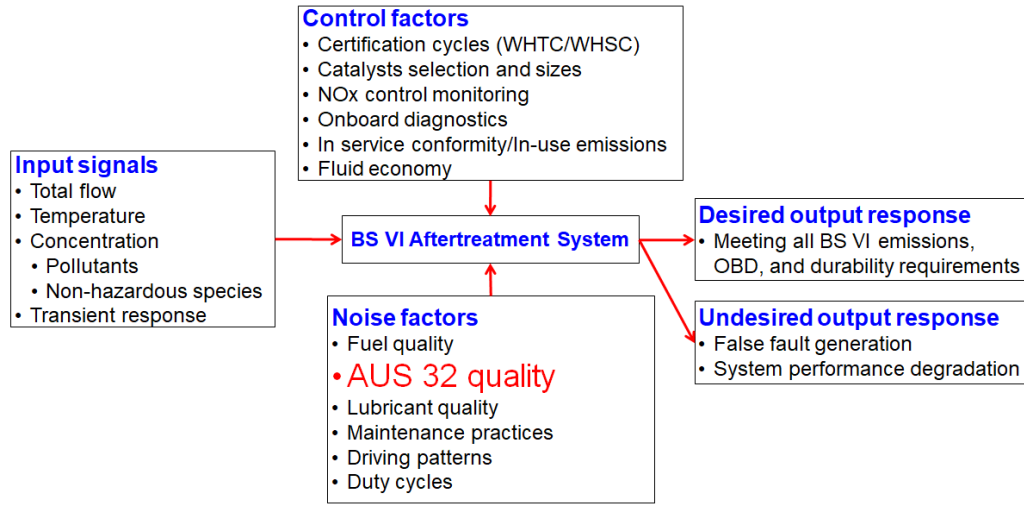 Control factors
• Certification cycles (WHTC/WHSC)
• Catalysts selection and sizes
• NOx control monitoring
• Onboard diagnostics
• In service conformity/In-use emissions
• Fluid economy
Input signals
• Total flow
• Temperature
• Concentration
• Pollutants
• Non-hazardous species
• Transient response
BS VI Aftertreatment System
Desired output response
• Meeting all BS VI emissions,
OBD, and durability requirements
Noise factors
• Fuel quality
• AUS 32 quality
• Lubricant quality
• Maintenance practices
• Driving patterns
• Duty cycles
Undesired output response
• False fault generation
• System performance degradation